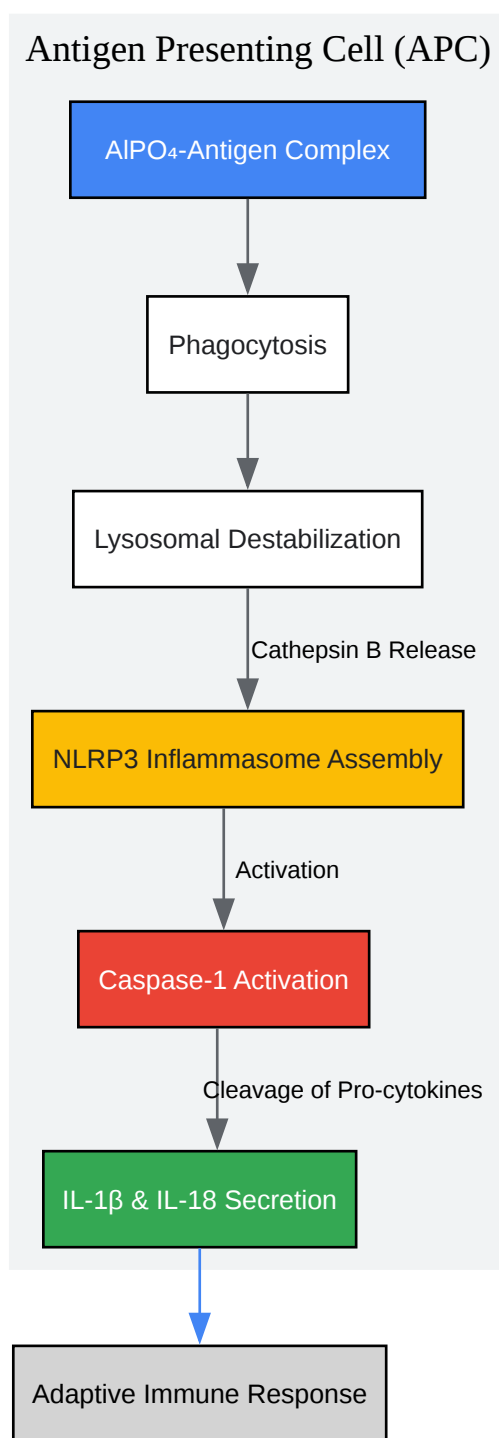 Antigen Presenting Cell (APC)
AlPO₄-Antigen Complex
Phagocytosis
Lysosomal Destabilization
Cathepsin B Release
NLRP3 Inflammasome Assembly
Activation
Caspase-1 Activation
Cleavage of Pro-cytokines
IL-1β & IL-18 Secretion
Adaptive Immune Response